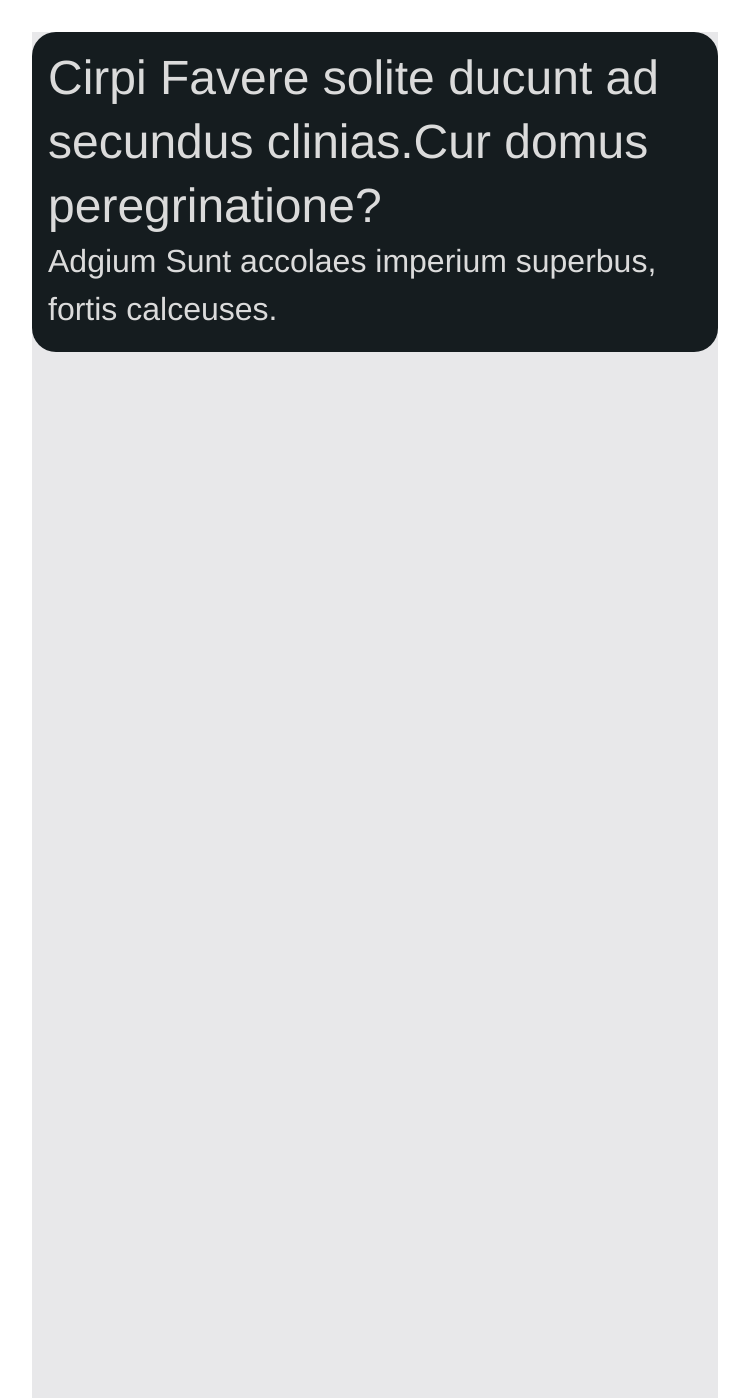 Cirpi Favere solite ducunt ad
secundus clinias.Cur domus
peregrinatione?
Adgium Sunt accolaes imperium superbus,
fortis calceuses.